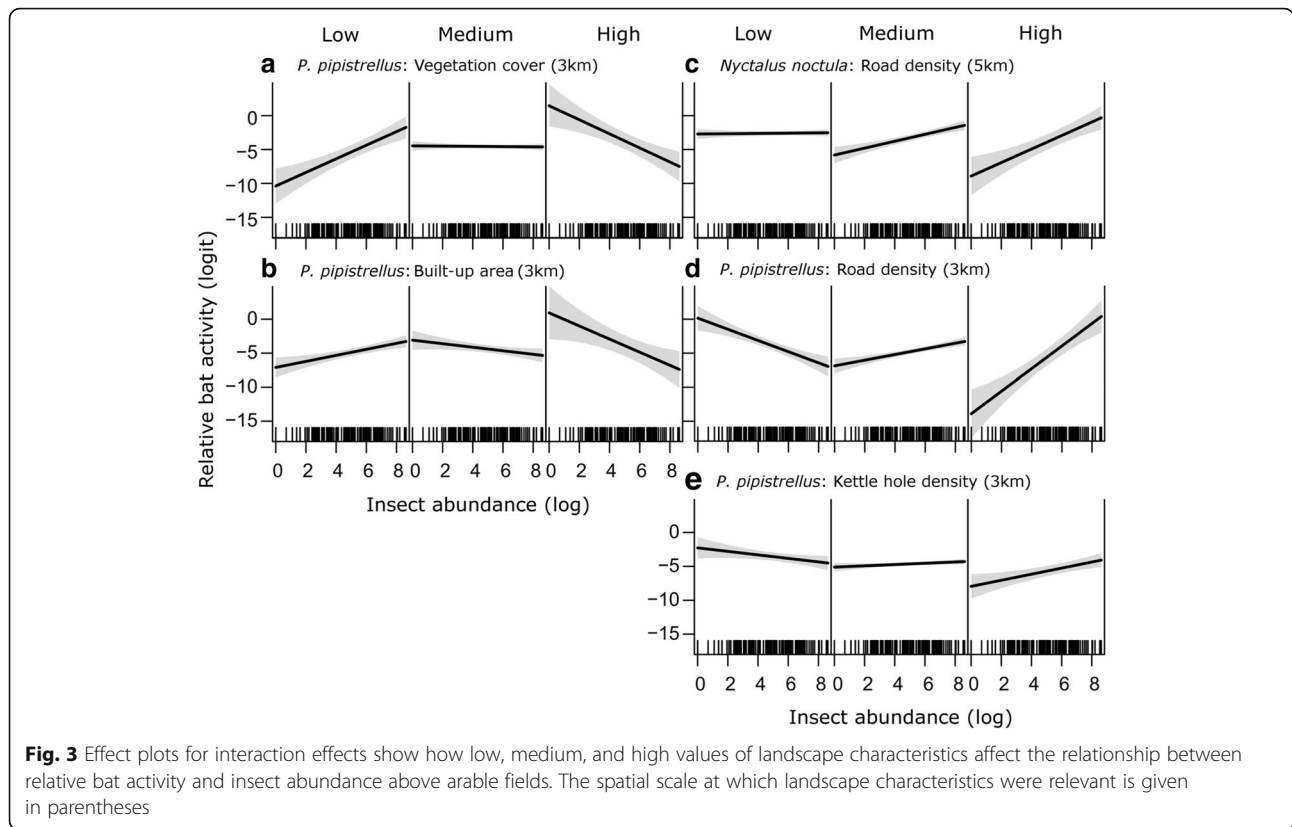 Low Medium High Low Medium High
a P. pipistrellus: Vegetation cover (3km) c Nyctalus noctula: Road density (5km)
0
−5
−10
−15
b P. pipistrellus: Built-up area (3km) d P. pipistrellus: Road density (3km)
0
−5
−10
−15
Relative bat activity (logit)
0 2 4 6 8 0 2 4 6 8 0 2 4 6 8
Insect abundance (log)
e P. pipistrellus: Kettle hole density (3km)
0
−5
−10
−15
0 2 4 6 8 0 2 4 6 8 0 2 4 6 8
Insect abundance (log)
Fig. 3 Effect plots for interaction effects show how low, medium, and high values of landscape characteristics affect the relationship between
relative bat activity and insect abundance above arable fields. The spatial scale at which landscape characteristics were relevant is given
in parentheses